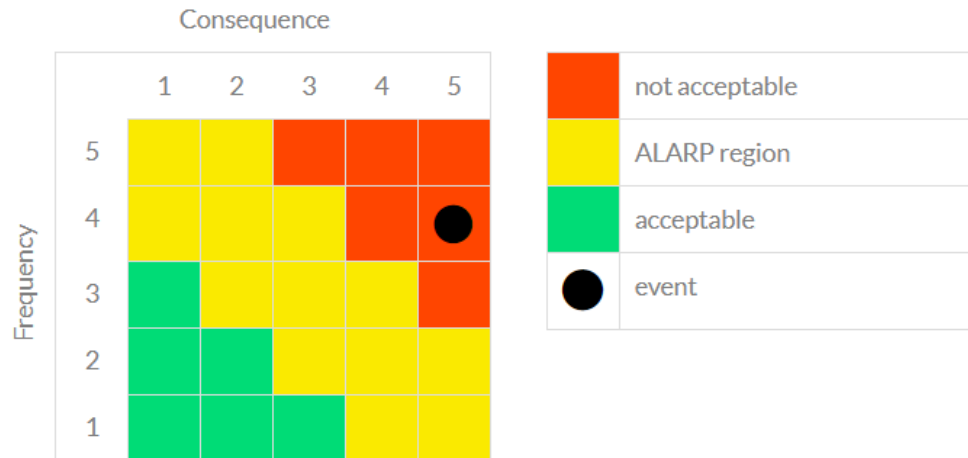 Consequence
1 2 3 4 5
5
4
3
2
1
Frequency
not acceptable
ALARP region
acceptable
event